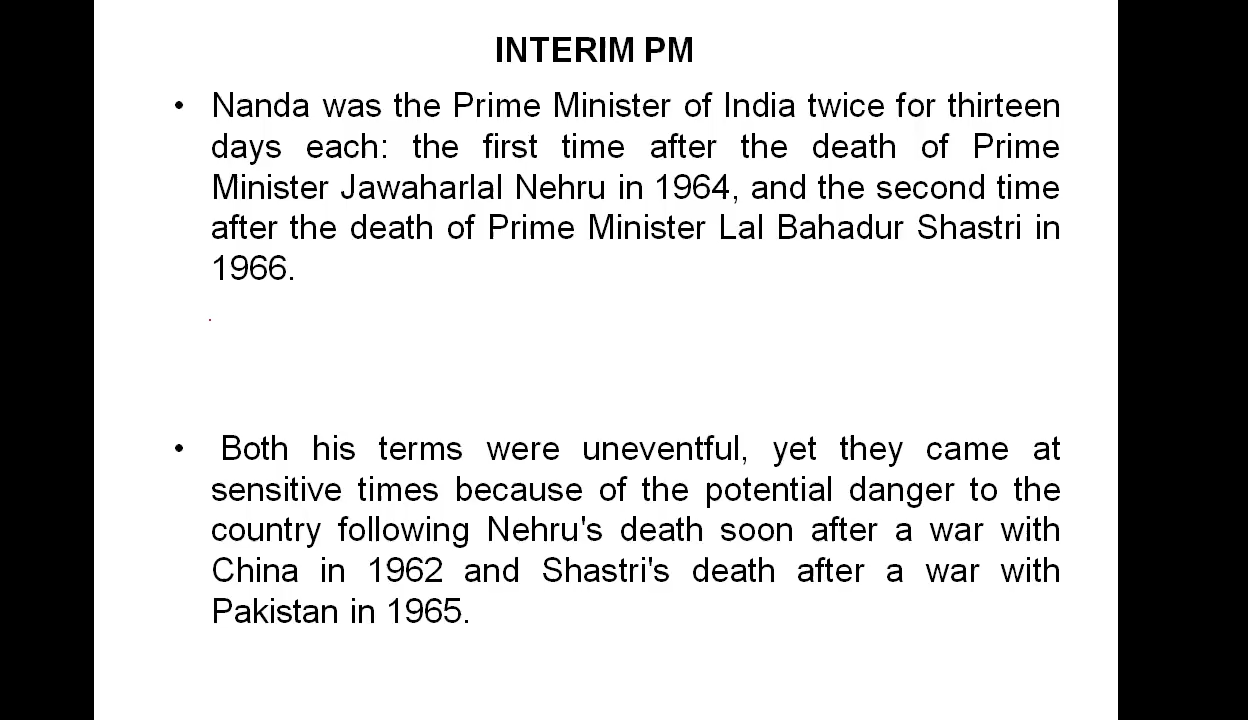 INTERIM PM
• Nanda was the Prime Minister of India twice for thirteen
days each: the first time after the death of Prime
Minister Jawaharlal Nehru in 1964, and the second time
after the death of Prime Minister Lal Bahadur Shastri in
1966.
• Both his terms were uneventful, yet they came at
sensitive times because of the potential danger to the
country following Nehru's death soon after a war with
China in 1962 and Shastri's death after a war with
Pakistan in 1965.